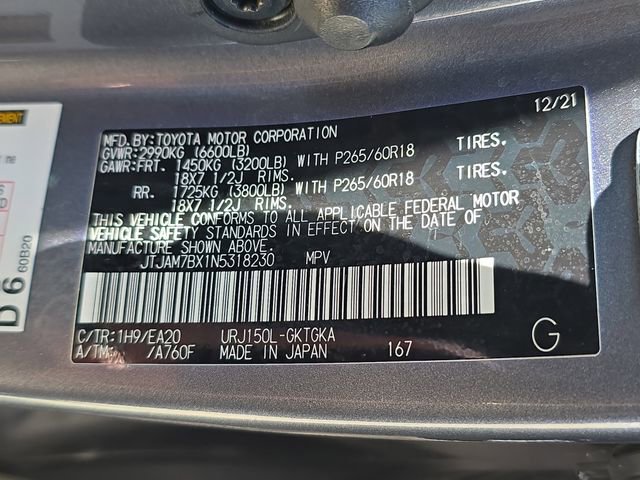 12/21
MFD.BY:TOYOTA MOTOR CORPORATION
GVWR:2990KG (6600LB)
GAWR:FRT. 1450KG (3200LB) WITH P265/60R18 TIRES.
18X7 1/2J RIMS.
RR. 1725KG (3800LB) WITH P265/60R18 TIRES.
18X7 1/2J RIMS.
THIS VEHICLE CONFORMS TO ALL APPLICABLE FEDERAL MOTOR
VEHICLE SAFETY STANDARDS IN EFFECT ON THE DATE OF
MANUFACTURE SHOWN ABOVE.
JTJAM7BX1N5318230 MPV
C/TR:1H9/EA20 URJ150L-GKTGKA
A/TM: /A760F MADE IN JAPAN 167
G
D 6
60B20